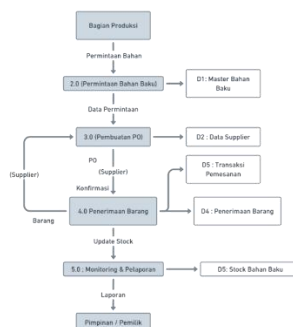 Bagian Produksi
Permintaan Bahan
2.0 (Permintaan Bahan Baku)
D1: Master Bahan
Baku
Data Permintaan
3.0 (Pembuatan PO)
D2 : Data Supplier
PO
(Supplier)
D5 : Transaksi
Pemesanan
(Supplier)
Konfirmasi
4.0 Penerimaan Barang
D4 : Penerimaan Barang
Barang
Update Stock
5.0 : Monitoring & Pelaporan
D5: Stock Bahan Baku
Laporan
Pimpinan / Pemilik